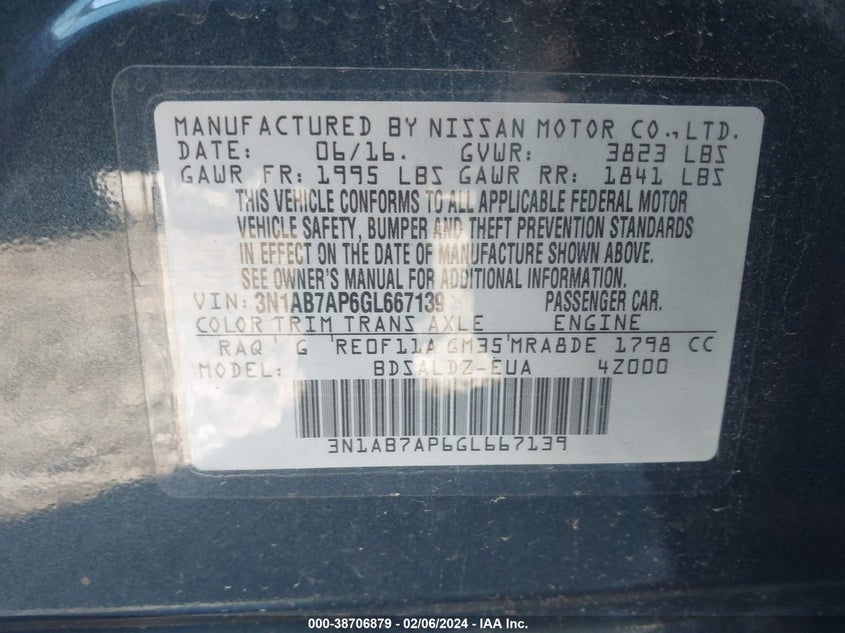 MANUFACTURED BY NISSAN MOTOR CO.,LTD.
DATE: 06/16. GVWR: 3823 LBS
GAWR FR: 1995 LBS GAWR RR: 1841 LBS
THIS VEHICLE CONFORMS TO ALL APPLICABLE FEDERAL MOTOR
VEHICLE SAFETY, BUMPER AND THEFT PREVENTION STANDARDS
IN EFFECT ON THE DATE OF MANUFACTURE SHOWN ABOVE.
SEE OWNER'S MANUAL FOR ADDITIONAL INFORMATION.
VIN: 3N1AB7AP6GL667139 PASSENGER CAR.
COLOR TRIM TRANS AXLE ENGINE
RAQ G RE0F11A GM35 MRA8DE 1798 CC
MODEL: BDSALDZ-EUA 4Z000
3N1AB7AP6GL667139
000-38706879 - 02/06/2024 - IAA Inc.